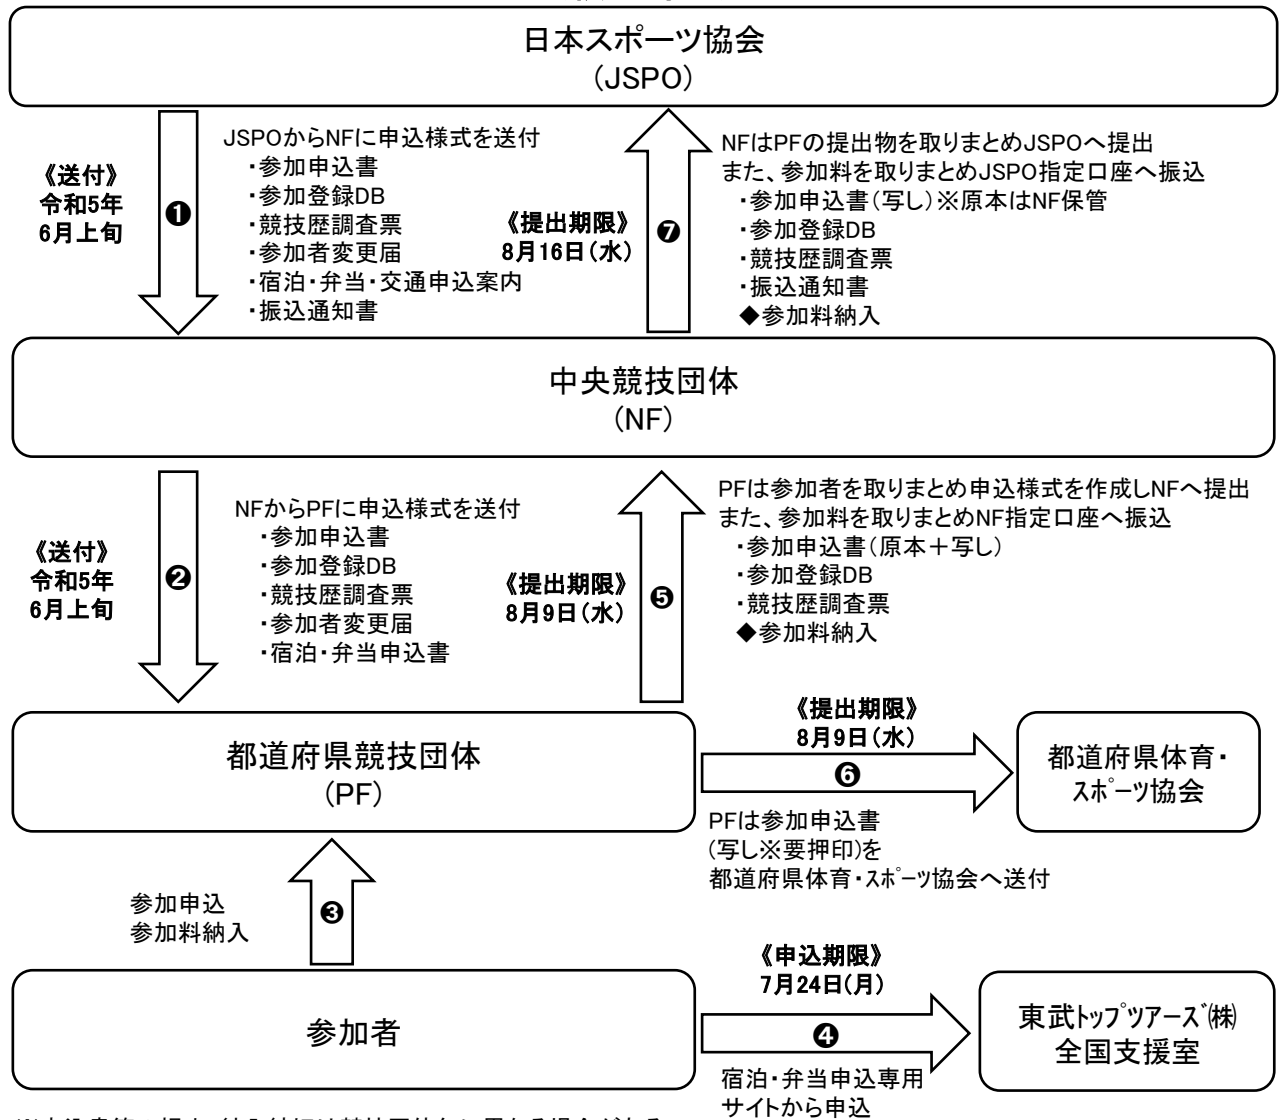 日本スポーツ協会
(JSPO)
《送付》
令和5年
6月上旬
❶
JSPOからNFに申込様式を送付
・参加申込書
・参加登録DB
・競技歴調査票
・参加者変更届
・宿泊・弁当・交通申込案内
・振込通知書
《提出期限》
8月16日(水)
❼
NFはPFの提出物を取りまとめJSPOへ提出
また、参加料を取りまとめJSPO指定口座へ振込
・参加申込書(写し)※原本はNF保管
・参加登録DB
・競技歴調査票
・振込通知書
◆参加料納入
中央競技団体
(NF)
《送付》
令和5年
6月上旬
❷
NFからPFに申込様式を送付
・参加申込書
・参加登録DB
・競技歴調査票
・参加者変更届
・宿泊・弁当申込書
《提出期限》
8月9日(水)
❺
PFは参加者を取りまとめ申込様式を作成しNFへ提出
また、参加料を取りまとめNF指定口座へ振込
・参加申込書(原本+写し)
・参加登録DB
・競技歴調査票
◆参加料納入
都道府県競技団体
(PF)
《提出期限》
8月9日(水)
❻
PFは参加申込書
(写し※要押印)を
都道府県体育・スポーツ協会へ送付
都道府県体育・
スポーツ協会
参加申込
参加料納入
❸
参加者
《申込期限》
7月24日(月)
❹
宿泊・弁当申込専用
サイトから申込
東武トップツアーズ㈱
全国支援室